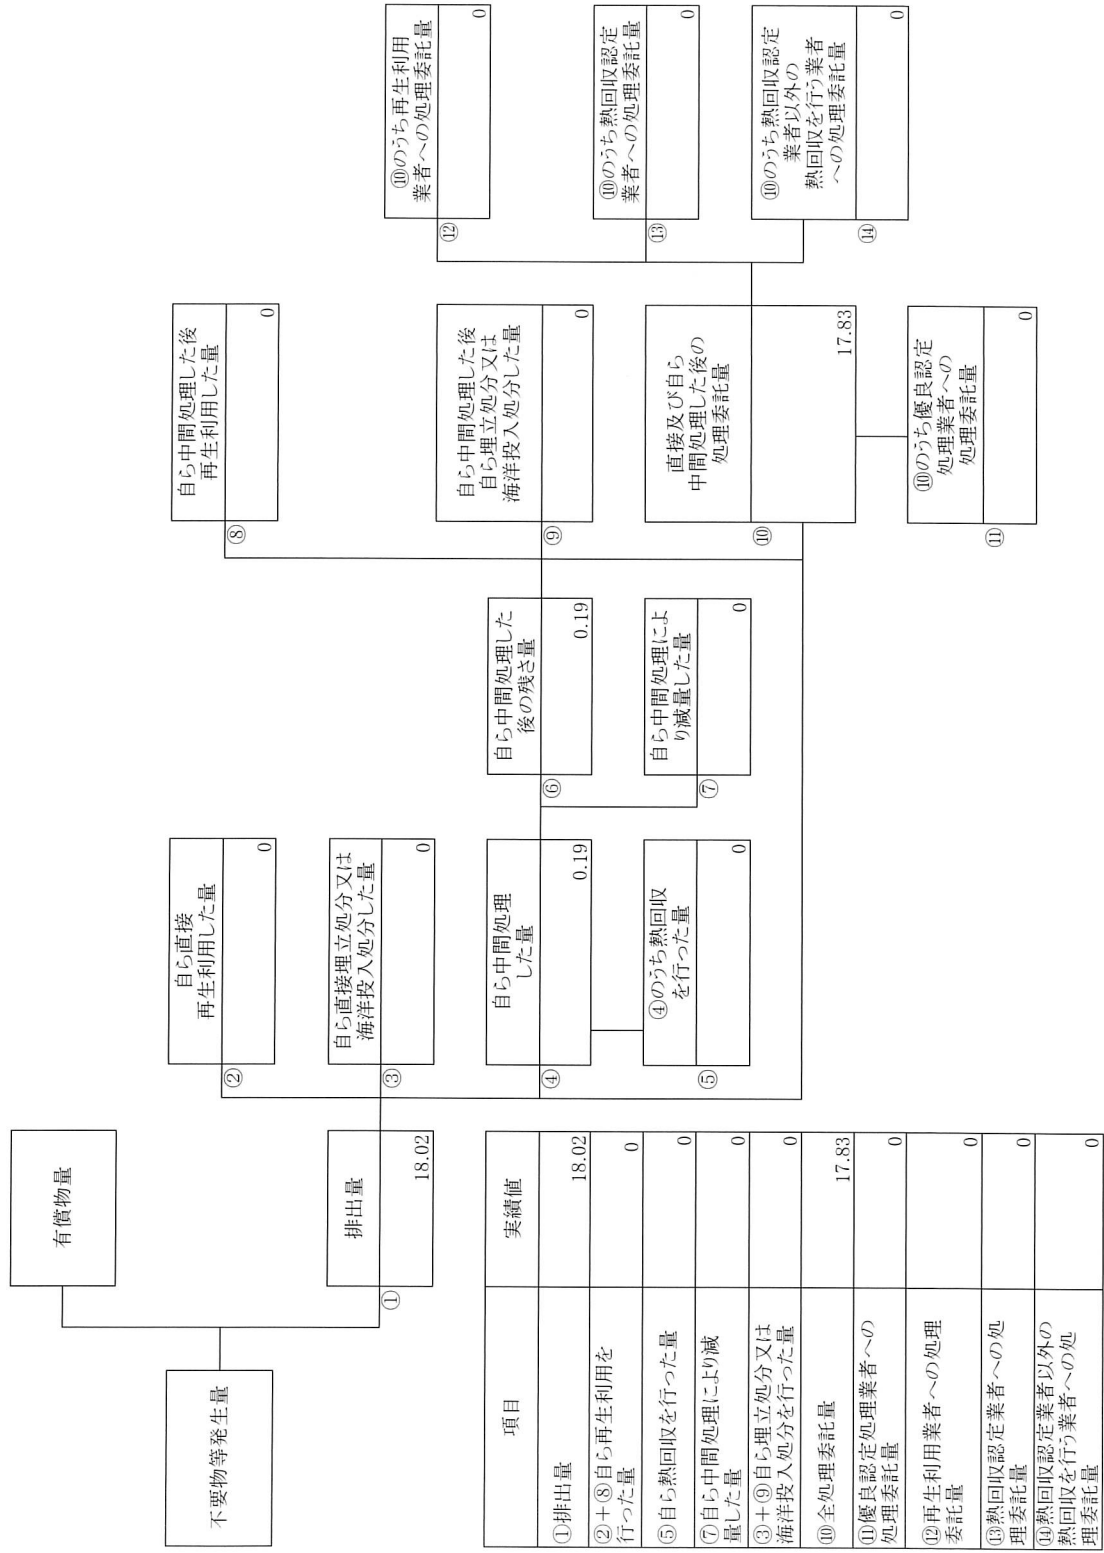 不要物等発生量
有償物量
排出量
①
18.02
自ら直接
再生利用した量
②
0
自ら直接埋立処分又は
海洋投入処分した量
③
0
自ら中間処理
した量
④
0.19
④のうち熱回収
を行った量
⑤
0
自ら中間処理した
後の残さ量
⑥
0.19
自ら中間処理によ
り減量した量
⑦
0
自ら中間処理した後
再生利用した量
⑧
0
自ら中間処理した後
自ら埋立処分又は
海洋投入処分した量
⑨
0
直接及び自ら
中間処理した後の
処理委託量
⑩
17.83
⑩のうち優良認定
処理業者への
処理委託量
⑪
0
⑩のうち再生利用
業者への処理委託量
⑫
0
⑩のうち熱回収認定
業者への処理委託量
⑬
0
⑩のうち熱回収認定
業者以外の
熱回収を行う業者
への処理委託量
⑭
0
項目 実績値
①排出量 18.02
②+⑧自ら再生利用を
行った量 0
⑤自ら熱回収を行った量 0
⑦自ら中間処理により減
量した量 0
③+⑨自ら埋立処分又は
海洋投入処分を行った量 0
⑩全処理委託量 17.83
⑪優良認定処理業者への
処理委託量 0
⑫再生利用業者への処理
委託量 0
⑬熱回収認定業者への処
理委託量 0
⑭熱回収認定業者以外の
熱回収を行う業者への処
理委託量 0